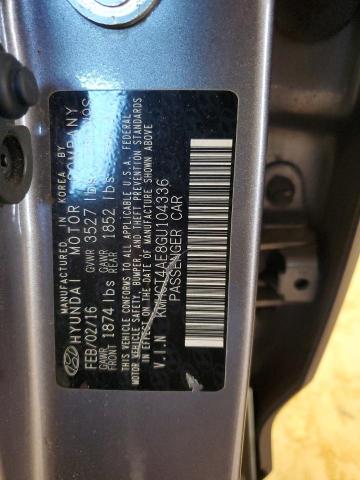 MANUFACTURED IN KOREA BY
HYUNDAI MOTOR COMPANY
FEB/02/16 GVWR 3527 lbs
GAWR FRONT 1874 lbs GAWR REAR 1852 lbs
THIS VEHICLE CONFORMS TO ALL APPLICABLE U.S.A. FEDERAL
MOTOR VEHICLE SAFETY, BUMPER, AND THEFT PREVENTION STANDARDS
IN EFFECT ON THE DATE OF MANUFACTURE SHOWN ABOVE
V.I.N KMHCT4AE8GU104336
PASSENGER CAR